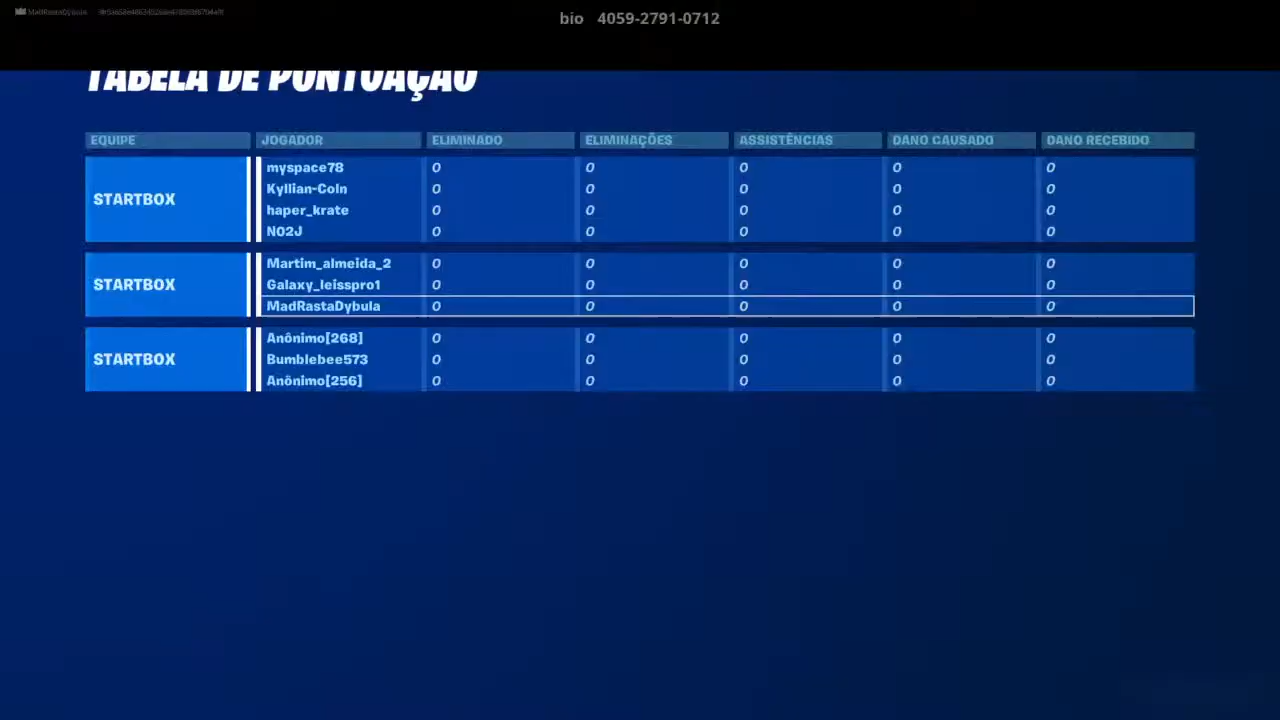 MadRastaDybula
bio 4059-2791-0712
TABELA DE PONTUAÇÃO
EQUIPE JOGADOR ELIMINADO ELIMINAÇÕES ASSISTÊNCIAS DANO CAUSADO DANO RECEBIDO
myspace78 0 0 0 0 0
Kyllian-Coln 0 0 0 0 0
STARTBOX
haper_krate 0 0 0 0 0
NO2J 0 0 0 0 0
Martim_almeida_2 0 0 0 0 0
STARTBOX Galaxy_leisspro1 0 0 0 0 0
MadRastaDybula 0 0 0 0 0
Anônimo[268] 0 0 0 0 0
STARTBOX Bumblebee573 0 0 0 0 0
Anônimo[256] 0 0 0 0 0